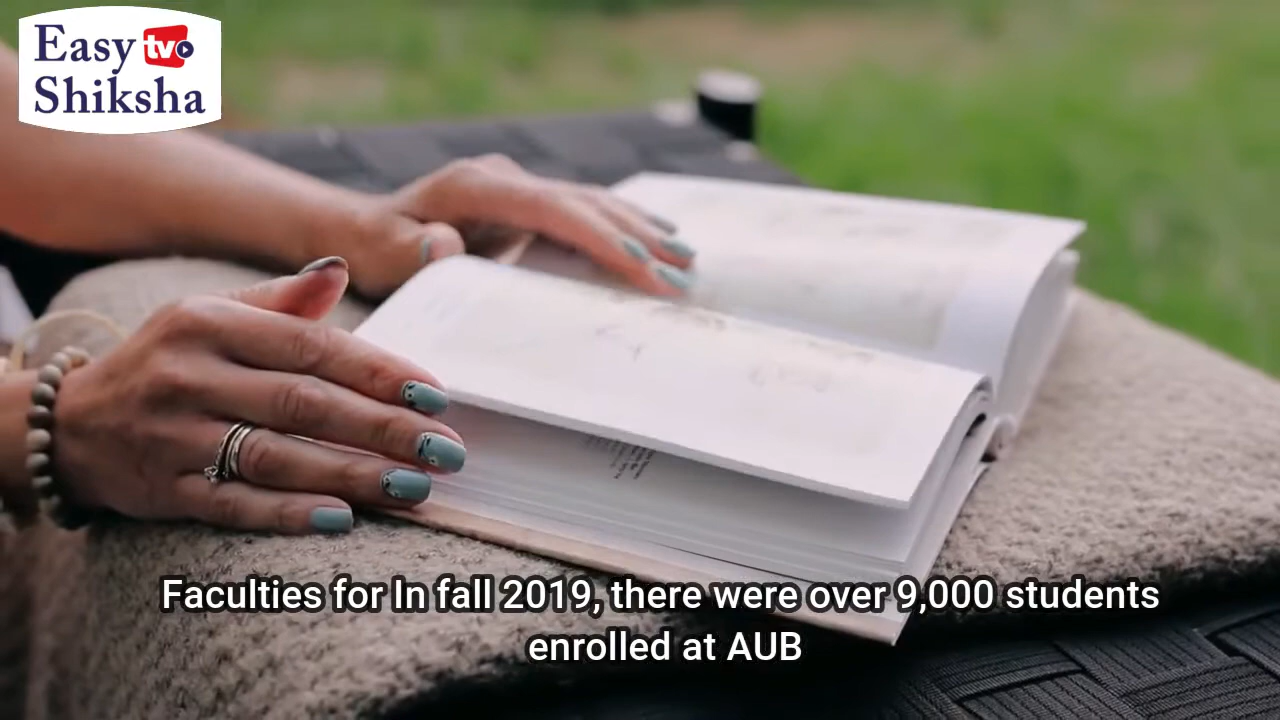 Easy tv
Shiksha
Faculties for In fall 2019, there were over 9,000 students
enrolled at AUB